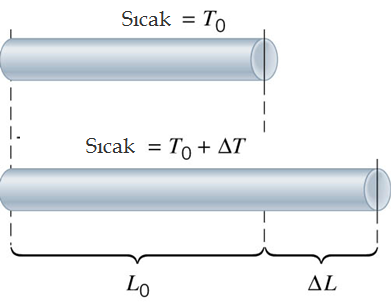 Sıcak = T₀
Sıcak = T₀ + ΔT
L₀ ΔL